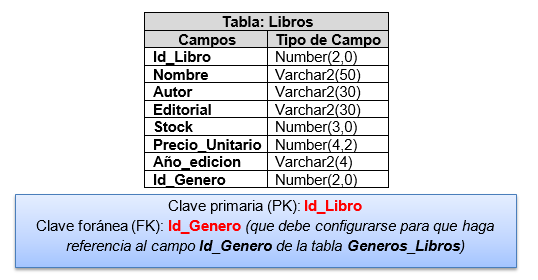 Tabla: Libros
Campos Tipo de Campo
Id_Libro Number(2,0)
Nombre Varchar2(50)
Autor Varchar2(30)
Editorial Varchar2(30)
Stock Number(3,0)
Precio_Unitario Number(4,2)
Año_edicion Varchar2(4)
Id_Genero Number(2,0)
Clave primaria (PK): Id_Libro
Clave foránea (FK): Id_Genero (que debe configurarse para que haga
referencia al campo Id_Genero de la tabla Generos_Libros)